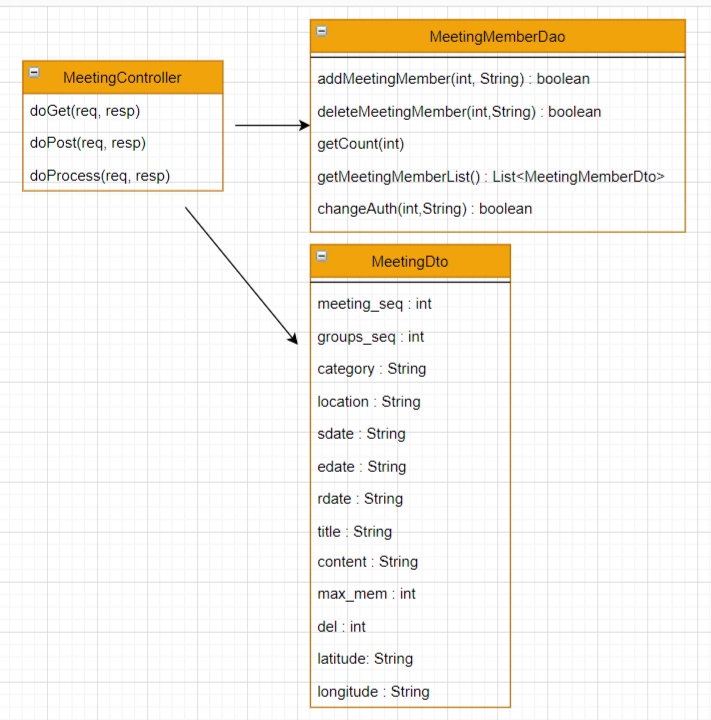 MeetingController
doGet(req, resp)
doPost(req, resp)
doProcess(req, resp)
MeetingMemberDao
addMeetingMember(int, String) : boolean
deleteMeetingMember(int,String) : boolean
getCount(int)
getMeetingMemberList() : List<MeetingMemberDto>
changeAuth(int,String) : boolean
MeetingDto
meeting_seq : int
groups_seq : int
category : String
location : String
sdate : String
edate : String
rdate : String
title : String
content : String
max_mem : int
del : int
latitude: String
longitude : String